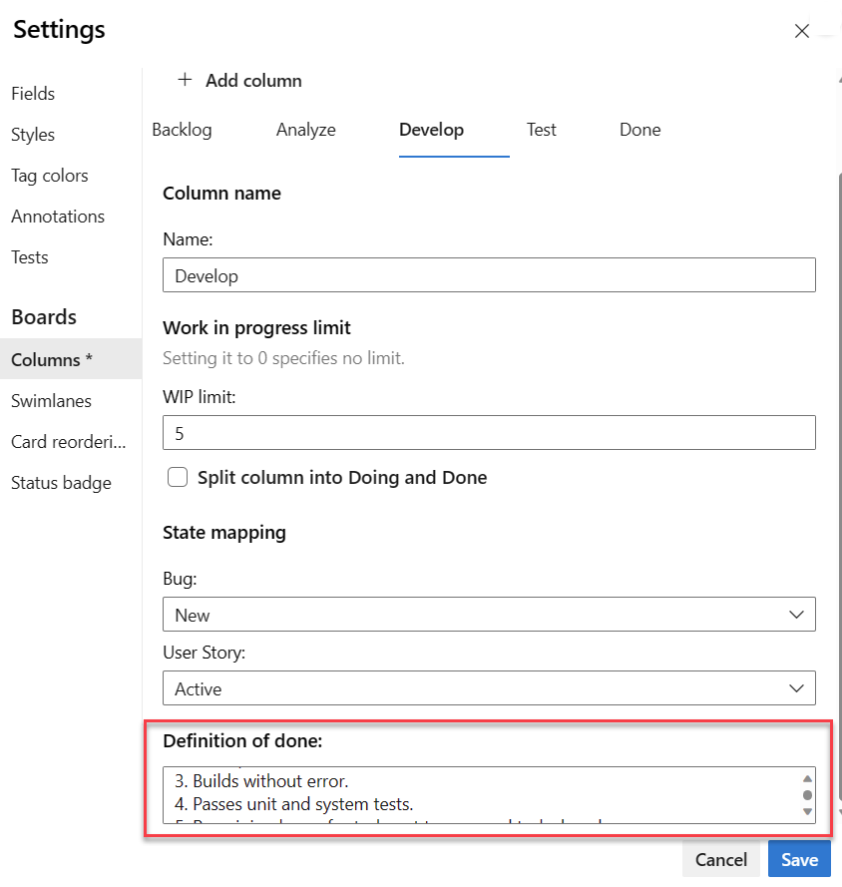 Settings
Fields
Styles
Tag colors
Annotations
Tests
Boards
Columns *
Swimlanes
Card reorderi...
Status badge
+ Add column
Backlog Analyze Develop Test Done
Column name
Name:
Develop
Work in progress limit
Setting it to 0 specifies no limit.
WIP limit:
5
Split column into Doing and Done
State mapping
Bug:
New
User Story:
Active
Definition of done:
3. Builds without error.
4. Passes unit and system tests.
Cancel Save